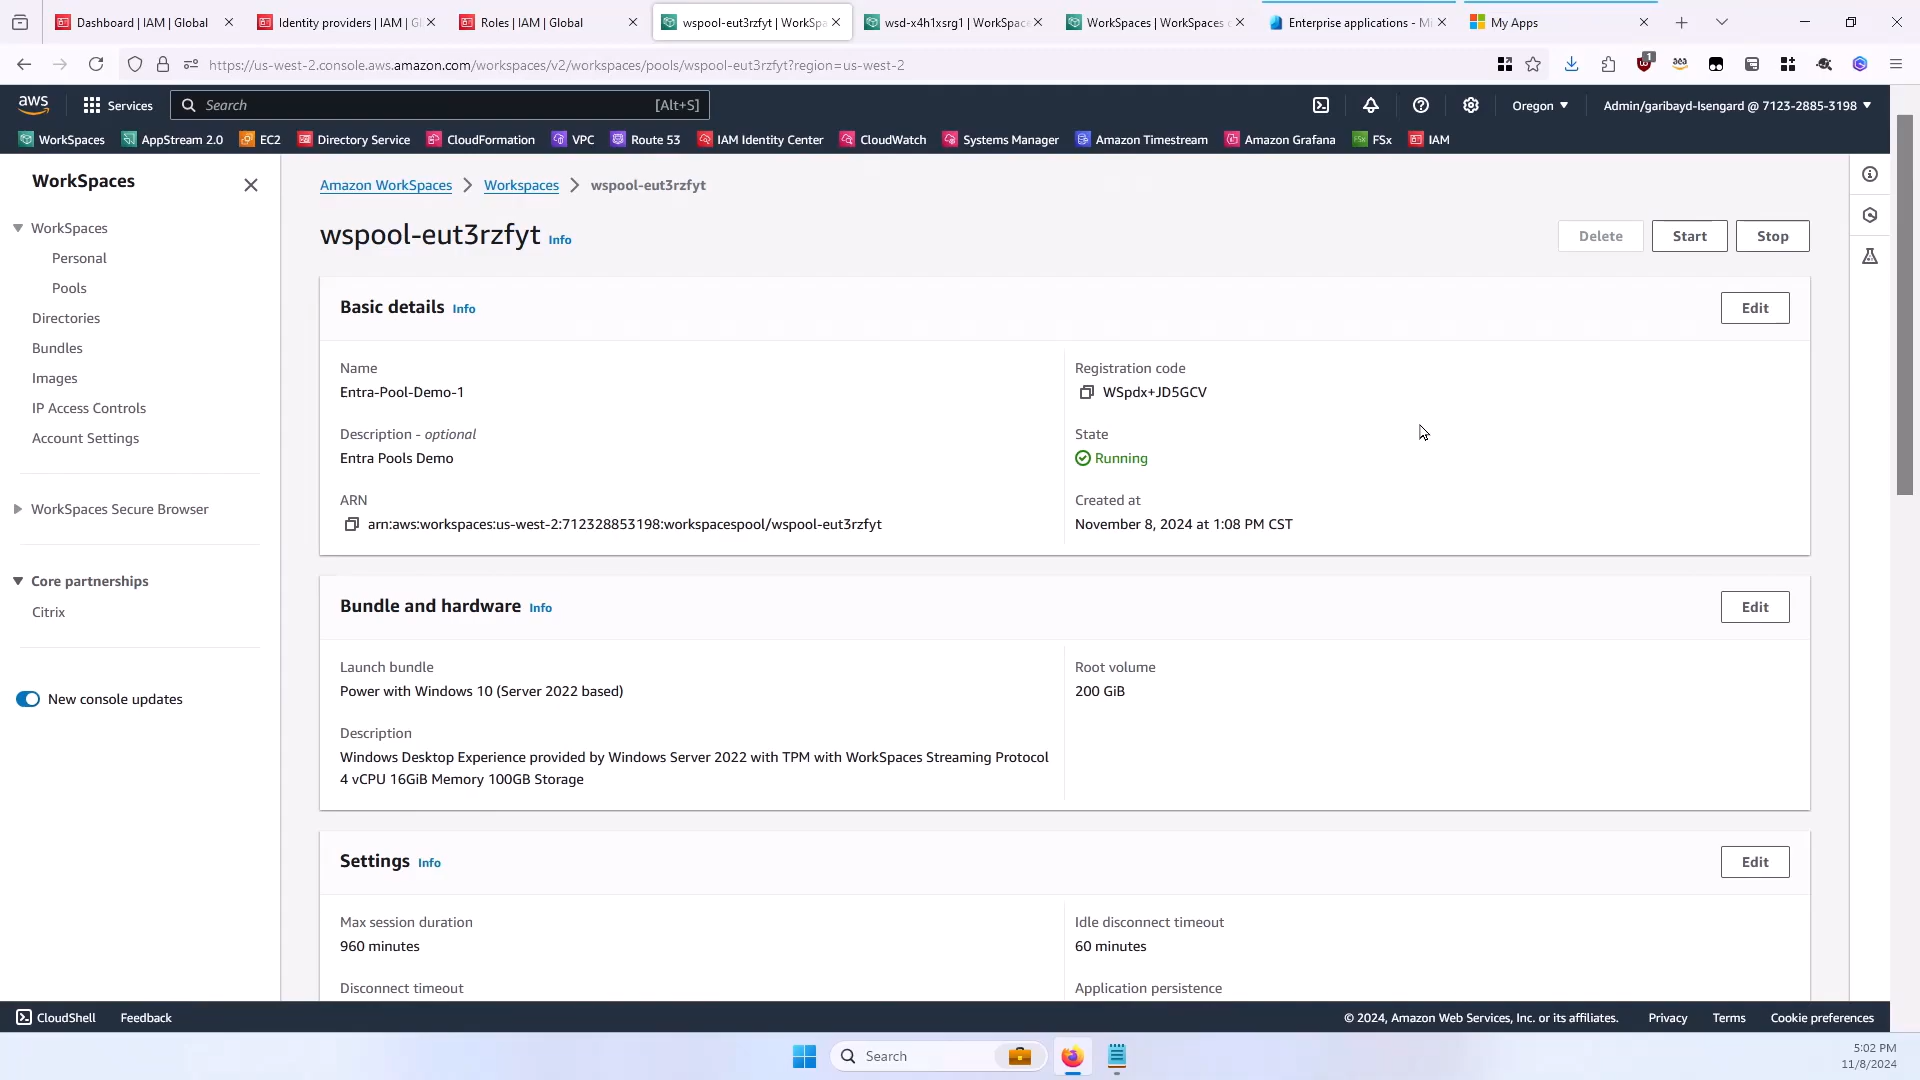 Dashboard | IAM | Global
Identity providers | IAM | Gl
Roles | IAM | Global
wspool-eut3rzfyt | WorkSpa
wsd-x4h1xsrg1 | WorkSpace
WorkSpaces | WorkSpaces
Enterprise applications - Mi
My Apps
https://us-west-2.console.aws.amazon.com/workspaces/v2/workspaces/pools/wspool-eut3rzfyt?region=us-west-2
1
aws
Services
Search
[Alt+S]
Oregon
Admin/garibayd-Isengard @ 7123-2885-3198
WorkSpaces
AppStream 2.0
EC2
Directory Service
CloudFormation
VPC
Route 53
IAM Identity Center
CloudWatch
Systems Manager
Amazon Timestream
Amazon Grafana
FSx
IAM
WorkSpaces
WorkSpaces
Personal
Pools
Directories
Bundles
Images
IP Access Controls
Account Settings
WorkSpaces Secure Browser
Core partnerships
Citrix
New console updates
Amazon WorkSpaces
Workspaces
wspool-eut3rzfyt
wspool-eut3rzfyt Info
Delete
Start
Stop
Basic details Info
Edit
Name
Entra-Pool-Demo-1
Description - optional
Entra Pools Demo
ARN
arn:aws:workspaces:us-west-2:712328853198:workspacespool/wspool-eut3rzfyt
Registration code
WSpdx+JD5GCV
State
Running
Created at
November 8, 2024 at 1:08 PM CST
Bundle and hardware Info
Edit
Launch bundle
Power with Windows 10 (Server 2022 based)
Description
Windows Desktop Experience provided by Windows Server 2022 with TPM with WorkSpaces Streaming Protocol
4 vCPU 16GiB Memory 100GB Storage
Root volume
200 GiB
Settings Info
Edit
Max session duration
960 minutes
Disconnect timeout
Idle disconnect timeout
60 minutes
Application persistence
CloudShell
Feedback
© 2024, Amazon Web Services, Inc. or its affiliates.
Privacy
Terms
Cookie preferences
Search
5:02 PM
11/8/2024